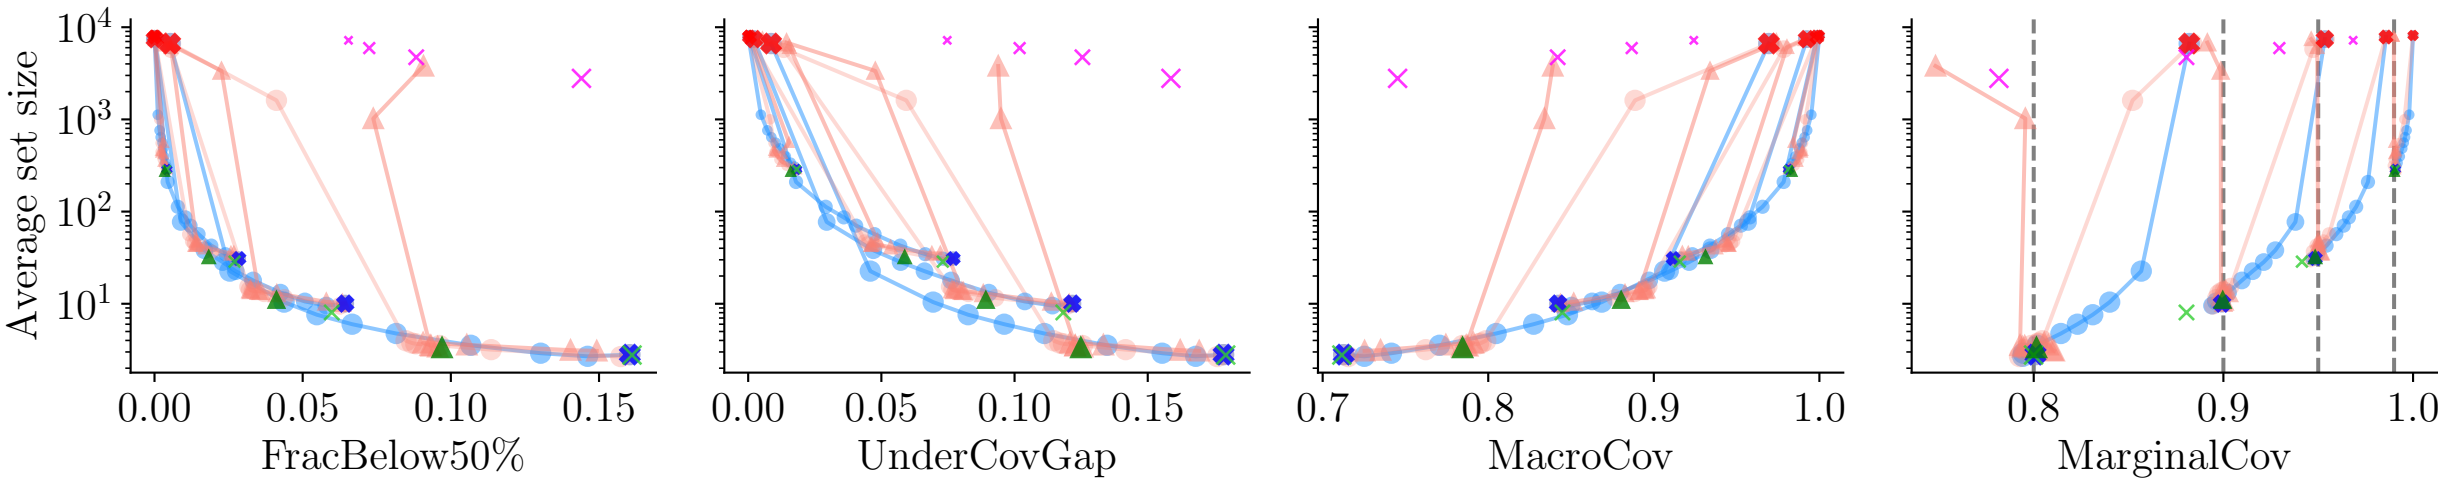 Average set size
10^4
10^3
10^2
10^1
0.00 0.05 0.10 0.15
FracBelow50%
0.00 0.05 0.10 0.15
UnderCovGap
0.7 0.8 0.9 1.0
MacroCov
0.8 0.9 1.0
MarginalCov